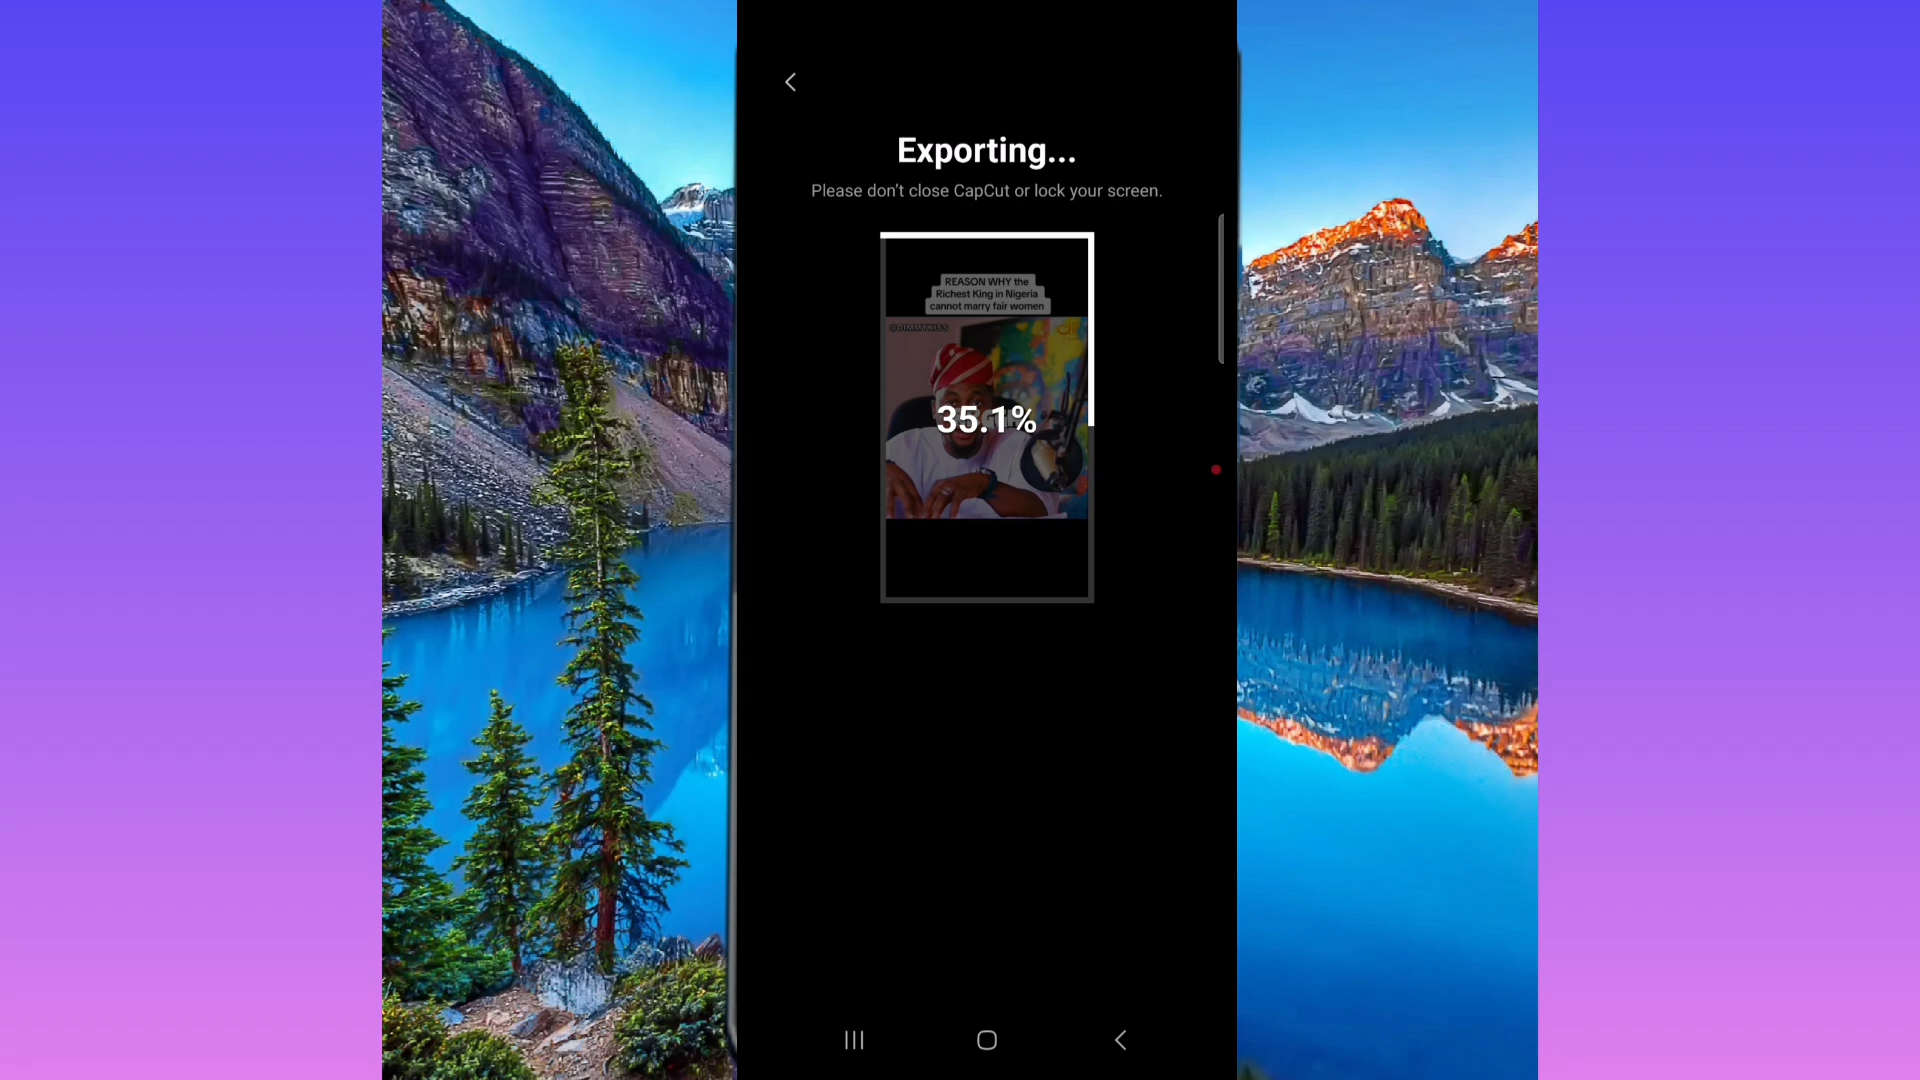 Exporting...
Please don't close CapCut or lock your screen.
REASON WHY the
Richest King in Nigeria
cannot marry fair women
@DIMMYKISS
35.1%